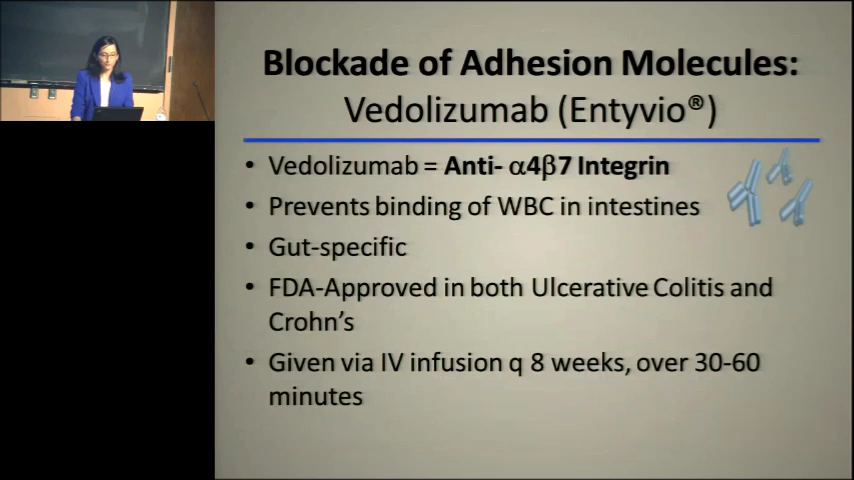 Blockade of Adhesion Molecules:
Vedolizumab (Entyvio®)
• Vedolizumab = Anti- α4β7 Integrin
• Prevents binding of WBC in intestines
• Gut-specific
• FDA-Approved in both Ulcerative Colitis and
Crohn's
• Given via IV infusion q 8 weeks, over 30-60
minutes